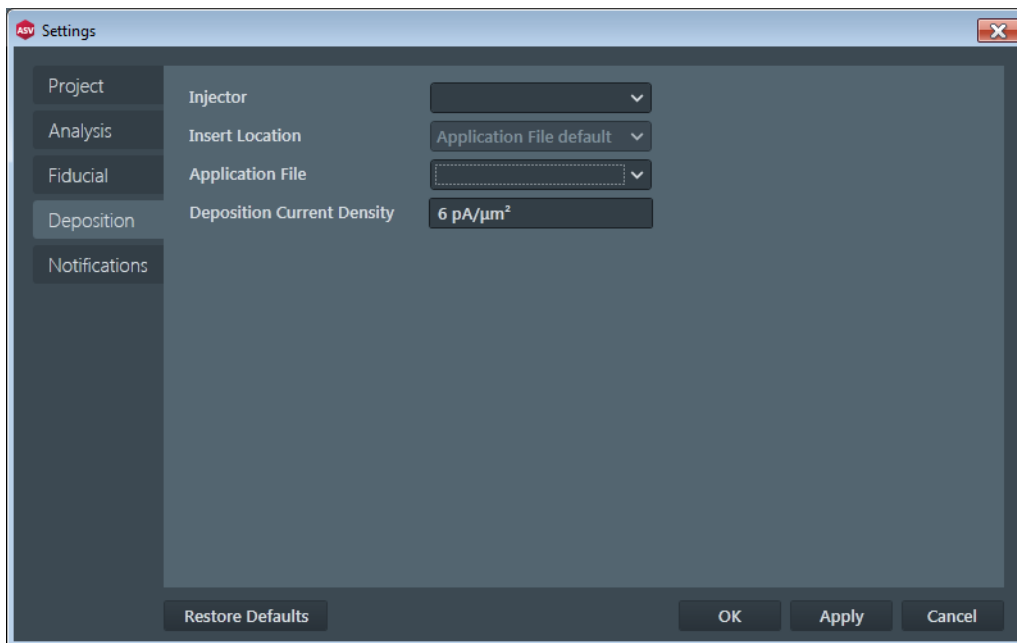 ASV Settings
Project
Analysis
Fiducial
Deposition
Notifications
Injector
Insert Location Application File default
Application File
Deposition Current Density 6 pA/µm²
Restore Defaults OK Apply Cancel